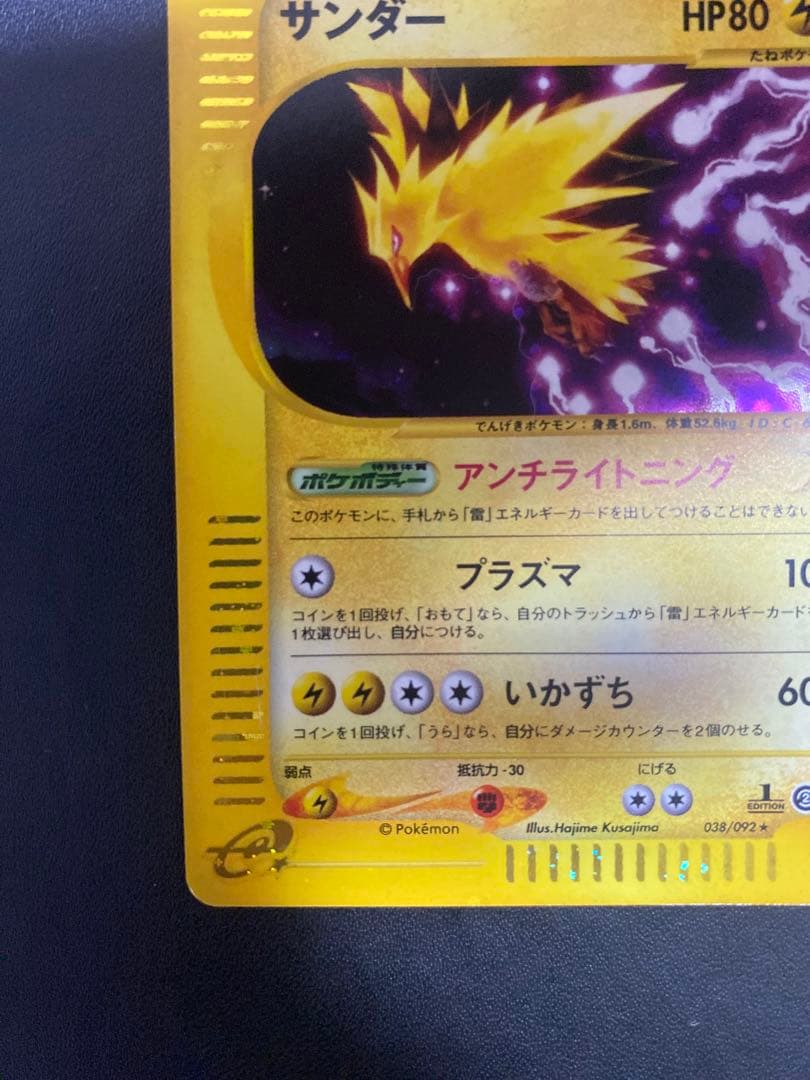 サンダー HP80
たねポケ
でんげきポケモン：身長1.6m、体重52.6kg ID：C
特殊体質
ポケボディー アンチライトニング
このポケモンに、手札から「雷」エネルギーカードを出してつけることはできない
プラズマ 10
コインを1回投げ、「おもて」なら、自分のトラッシュから「雷」エネルギーカードを
1枚選び出し、自分につける。
いかずち 60
コインを1回投げ、「うら」なら、自分にダメージカウンターを2個のせる。
弱点 抵抗力-30 にげる
1
EDITION
© Pokémon Illus.Hajime Kusajima 038/092★
e